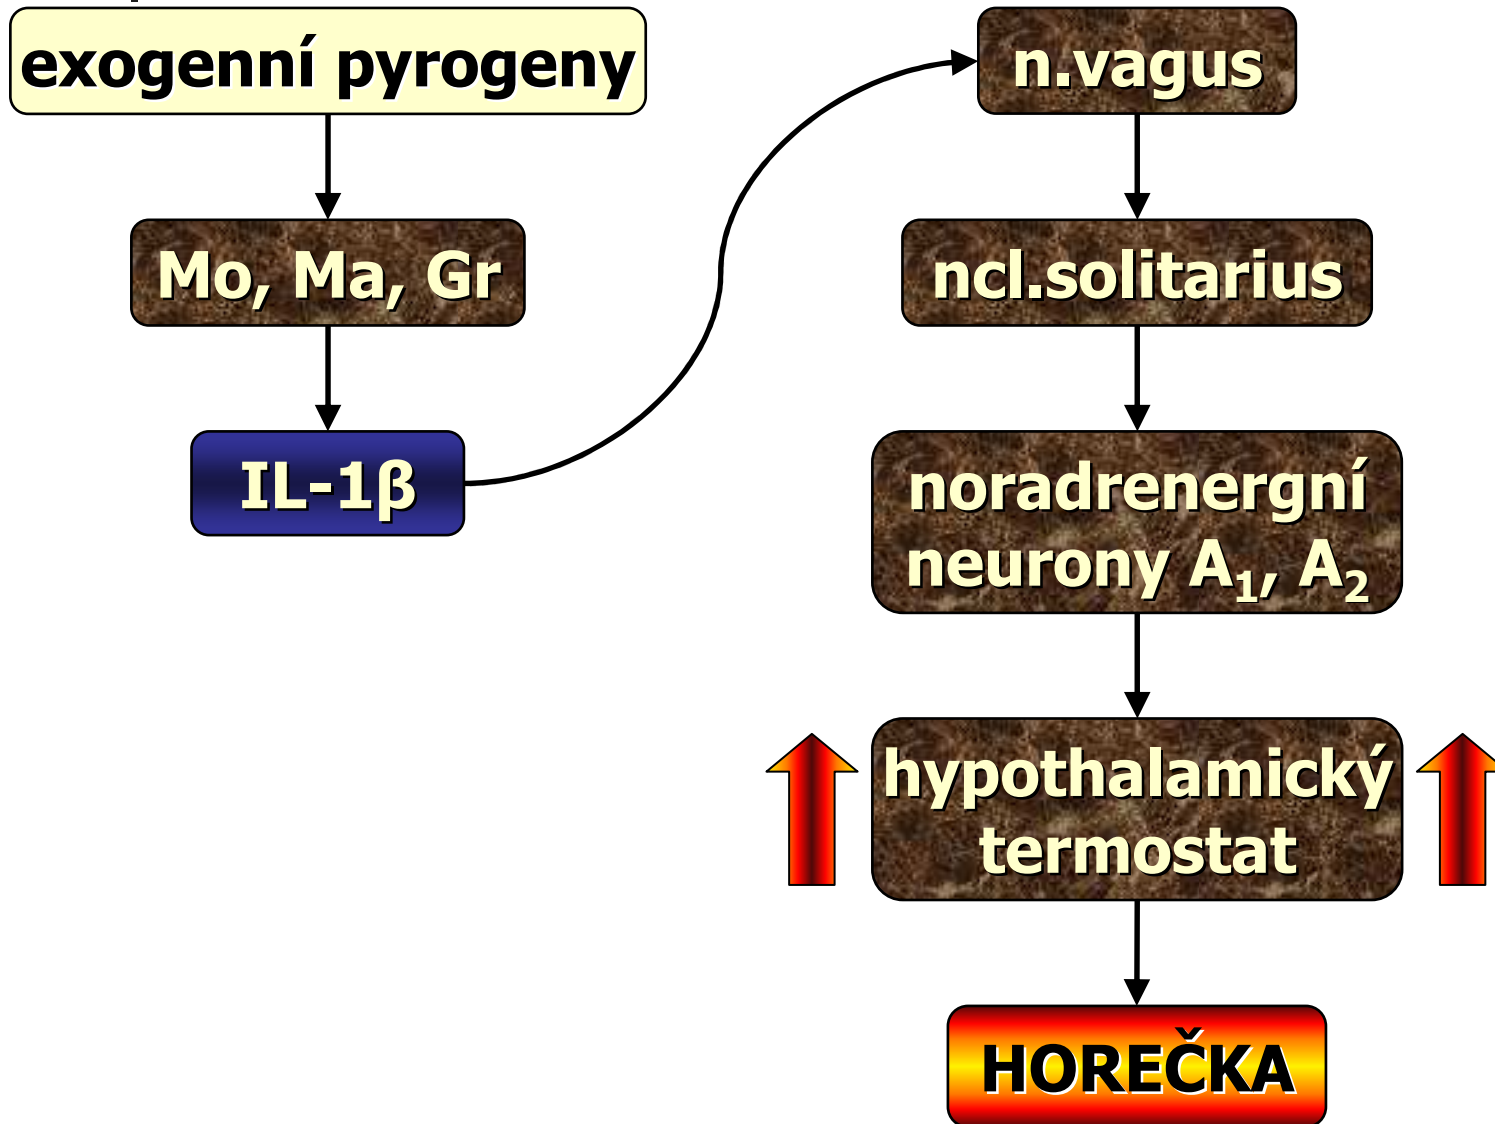 exogenní pyrogeny
Mo, Ma, Gr
IL-1β
n.vagus
ncl.solitarius
noradrenergní
neurony A₁, A₂
hypothalamický
termostat
HOREČKA